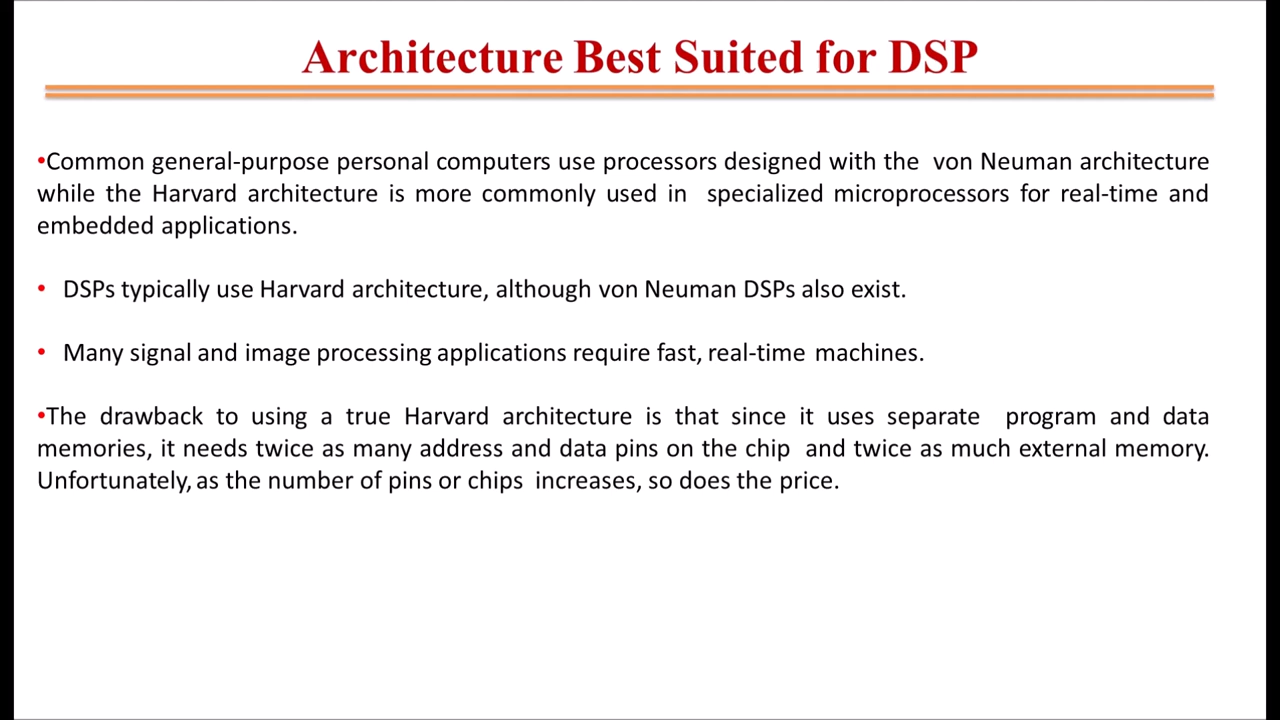 Architecture Best Suited for DSP
•Common general-purpose personal computers use processors designed with the von Neuman architecture
while the Harvard architecture is more commonly used in specialized microprocessors for real-time and
embedded applications.
• DSPs typically use Harvard architecture, although von Neuman DSPs also exist.
• Many signal and image processing applications require fast, real-time machines.
•The drawback to using a true Harvard architecture is that since it uses separate program and data
memories, it needs twice as many address and data pins on the chip and twice as much external memory.
Unfortunately, as the number of pins or chips increases, so does the price.